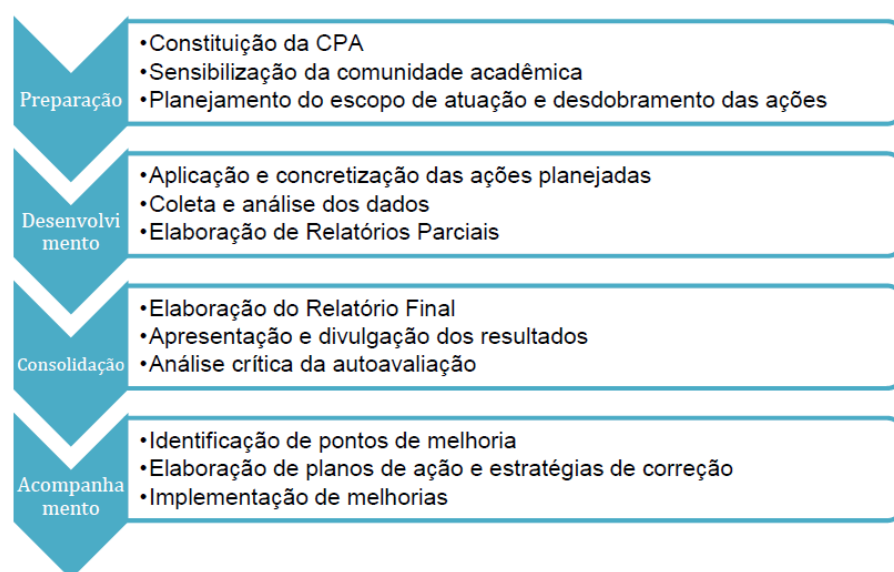 Preparação
•Constituição da CPA
•Sensibilização da comunidade acadêmica
•Planejamento do escopo de atuação e desdobramento das ações
Desenvolvi
mento
•Aplicação e concretização das ações planejadas
•Coleta e análise dos dados
•Elaboração de Relatórios Parciais
Consolidação
•Elaboração do Relatório Final
•Apresentação e divulgação dos resultados
•Análise crítica da autoavaliação
Acompanha
mento
•Identificação de pontos de melhoria
•Elaboração de planos de ação e estratégias de correção
•Implementação de melhorias